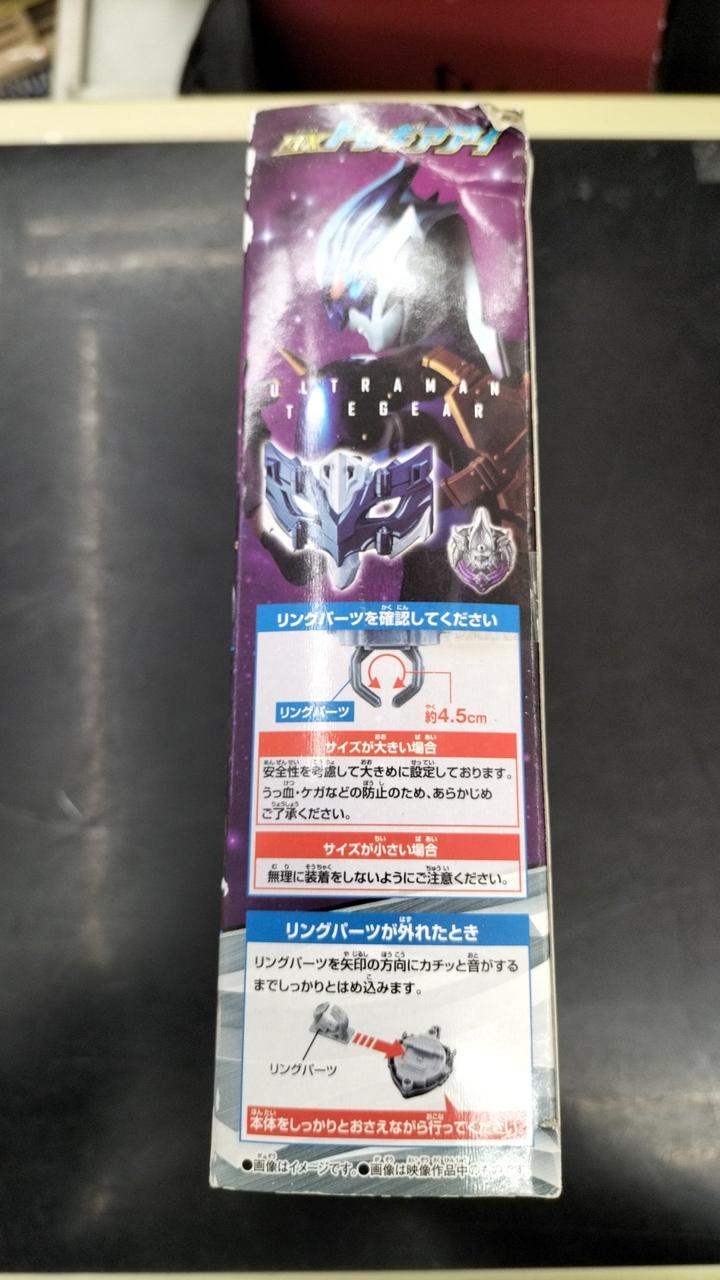 DXトレギアアイ
ULTRAMAN
T EGEAR
リングパーツを確認してください
リングパーツ
約4.5cm
サイズが大きい場合
安全性を考慮して大きめに設定しております。
うっ血・ケガなどの防止のため、あらかじめ
ご了承ください。
サイズが小さい場合
無理に装着をしないようにご注意ください。
リングパーツが外れたとき
リングパーツを矢印の方向にカチッと音がする
までしっかりとはめ込みます。
リングパーツ
本体をしっかりとおさえながら行ってください。
●画像はイメージです。●画像は映像作品中のものです